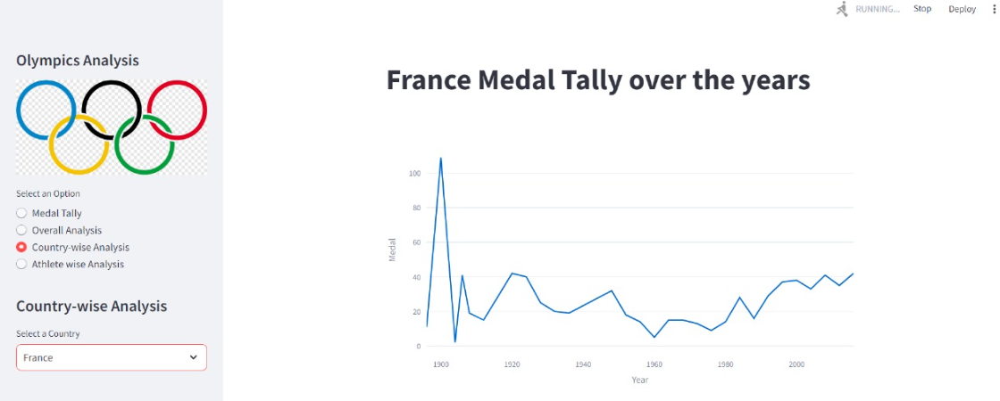 RUNNING...
Stop
Deploy
Olympics Analysis
Select an Option
Medal Tally
Overall Analysis
Country-wise Analysis
Athlete wise Analysis
Country-wise Analysis
Select a Country
France
France Medal Tally over the years
100
80
60
40
20
0
Medal
1900 1920 1940 1960 1980 2000
Year